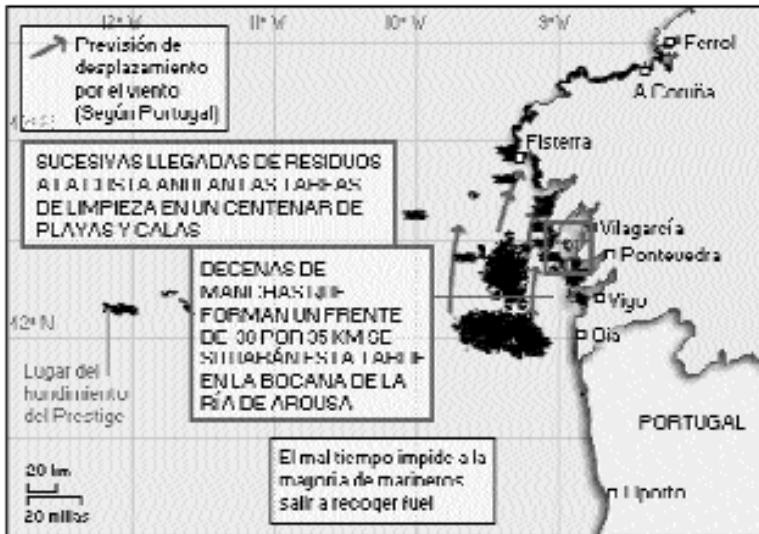 12° W 11° W 10° W 9° W
Previsión de
desplazamiento
por el viento
(Según Portugal)
Ferrol
A Coruña
Fisterra
SUCESIVAS LLEGADAS DE RESIDUOS
A LA COSTA ANULAN LAS TAREAS
DE LIMPIEZA EN UN CENTENAR DE
PLAYAS Y CALAS
Vilagarcía
Pontevedra
DECENAS DE
MANCHAS QUE
FORMAN UN FRENTE
DE 30 POR 35 KM SE
SITUARÁN ESTA TARDE
EN LA BOCANA DE LA
RÍA DE AROUSA
Vigo
42° N
Oia
Lugar del
hundimiento
del Prestige
PORTUGAL
El mal tiempo impide a la
mayoría de marineros
salir a recoger fuel
20 km
20 millas
Oporto